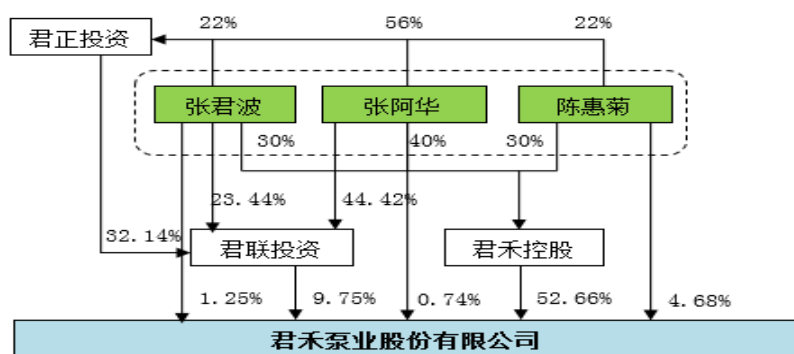 22% 56% 22%
君正投资
张君波 张阿华 陈惠菊
30% 40% 30%
23.44% 44.42%
32.14%
君联投资 君禾控股
1.25% 9.75% 0.74% 52.66% 4.68%
君禾泵业股份有限公司